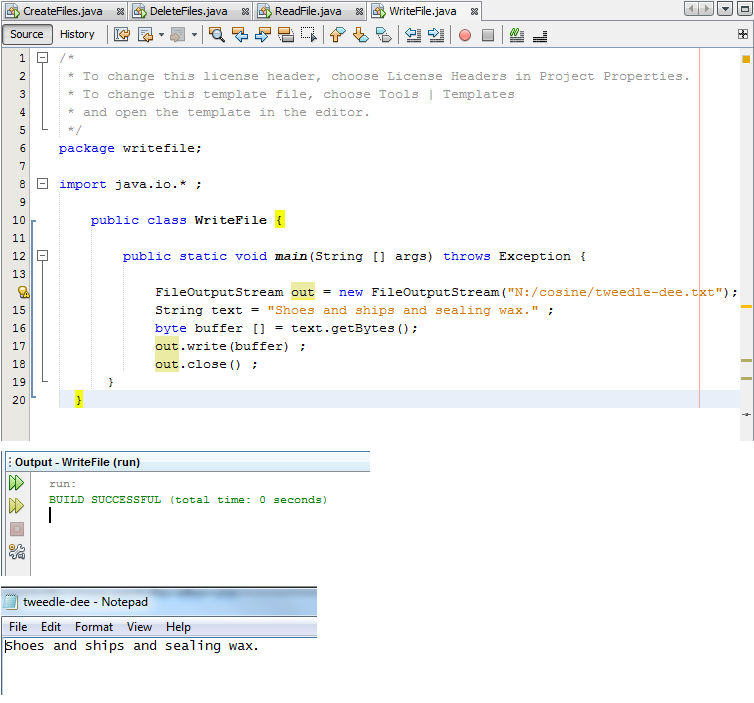 CreateFiles.java DeleteFiles.java ReadFile.java WriteFile.java
Source History
1 /*
2 * To change this license header, choose License Headers in Project Properties.
3 * To change this template file, choose Tools | Templates
4 * and open the template in the editor.
5 */
6 package writefile;
7
8 import java.io.* ;
9
10 public class WriteFile {
11
12 public static void main(String [] args) throws Exception {
13
FileOutputStream out = new FileOutputStream("N:/cosine/tweedle-dee.txt");
15 String text = "Shoes and ships and sealing wax." ;
16 byte buffer [] = text.getBytes();
17 out.write(buffer) ;
18 out.close() ;
19 }
20 }
Output - WriteFile (run)
run:
BUILD SUCCESSFUL (total time: 0 seconds)
tweedle-dee - Notepad
File Edit Format View Help
Shoes and ships and sealing wax.